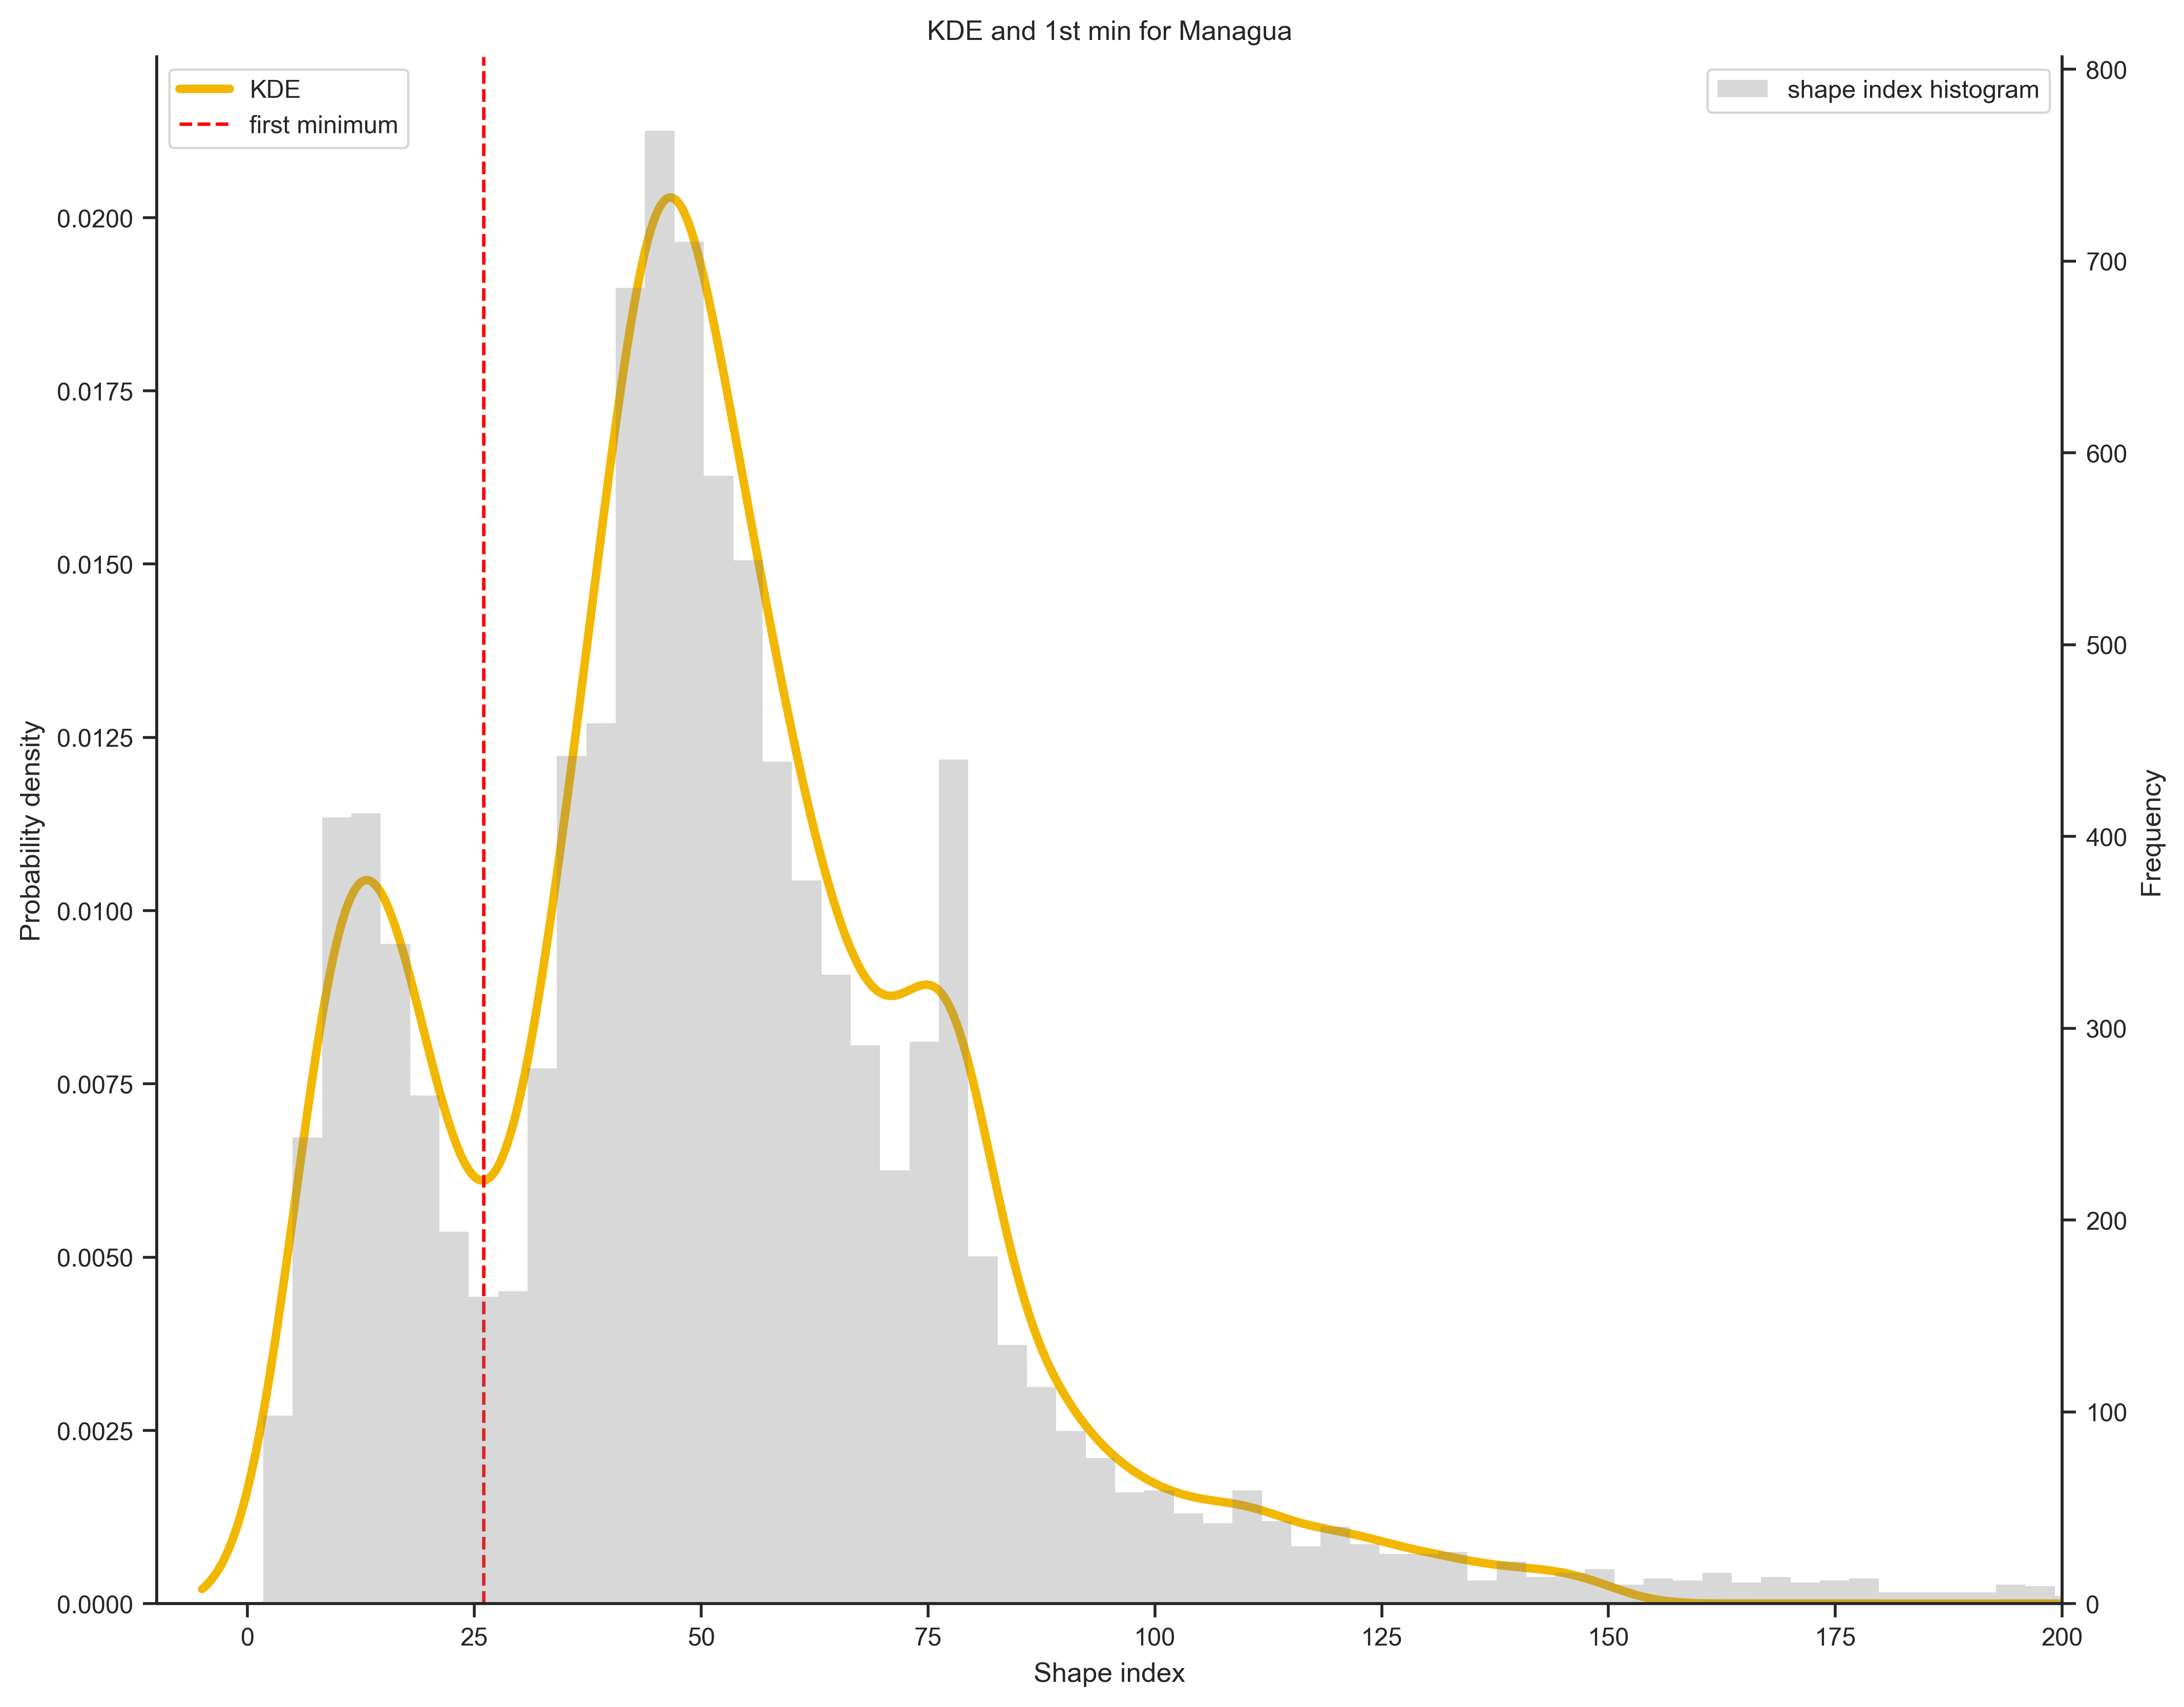 KDE and 1st min for Managua
KDE
first minimum
shape index histogram
Probability density
0.0200
0.0175
0.0150
0.0125
0.0100
0.0075
0.0050
0.0025
0.0000
800
700
600
500
400
300
200
100
0
Frequency
0 25 50 75 100 125 150 175 200
Shape index